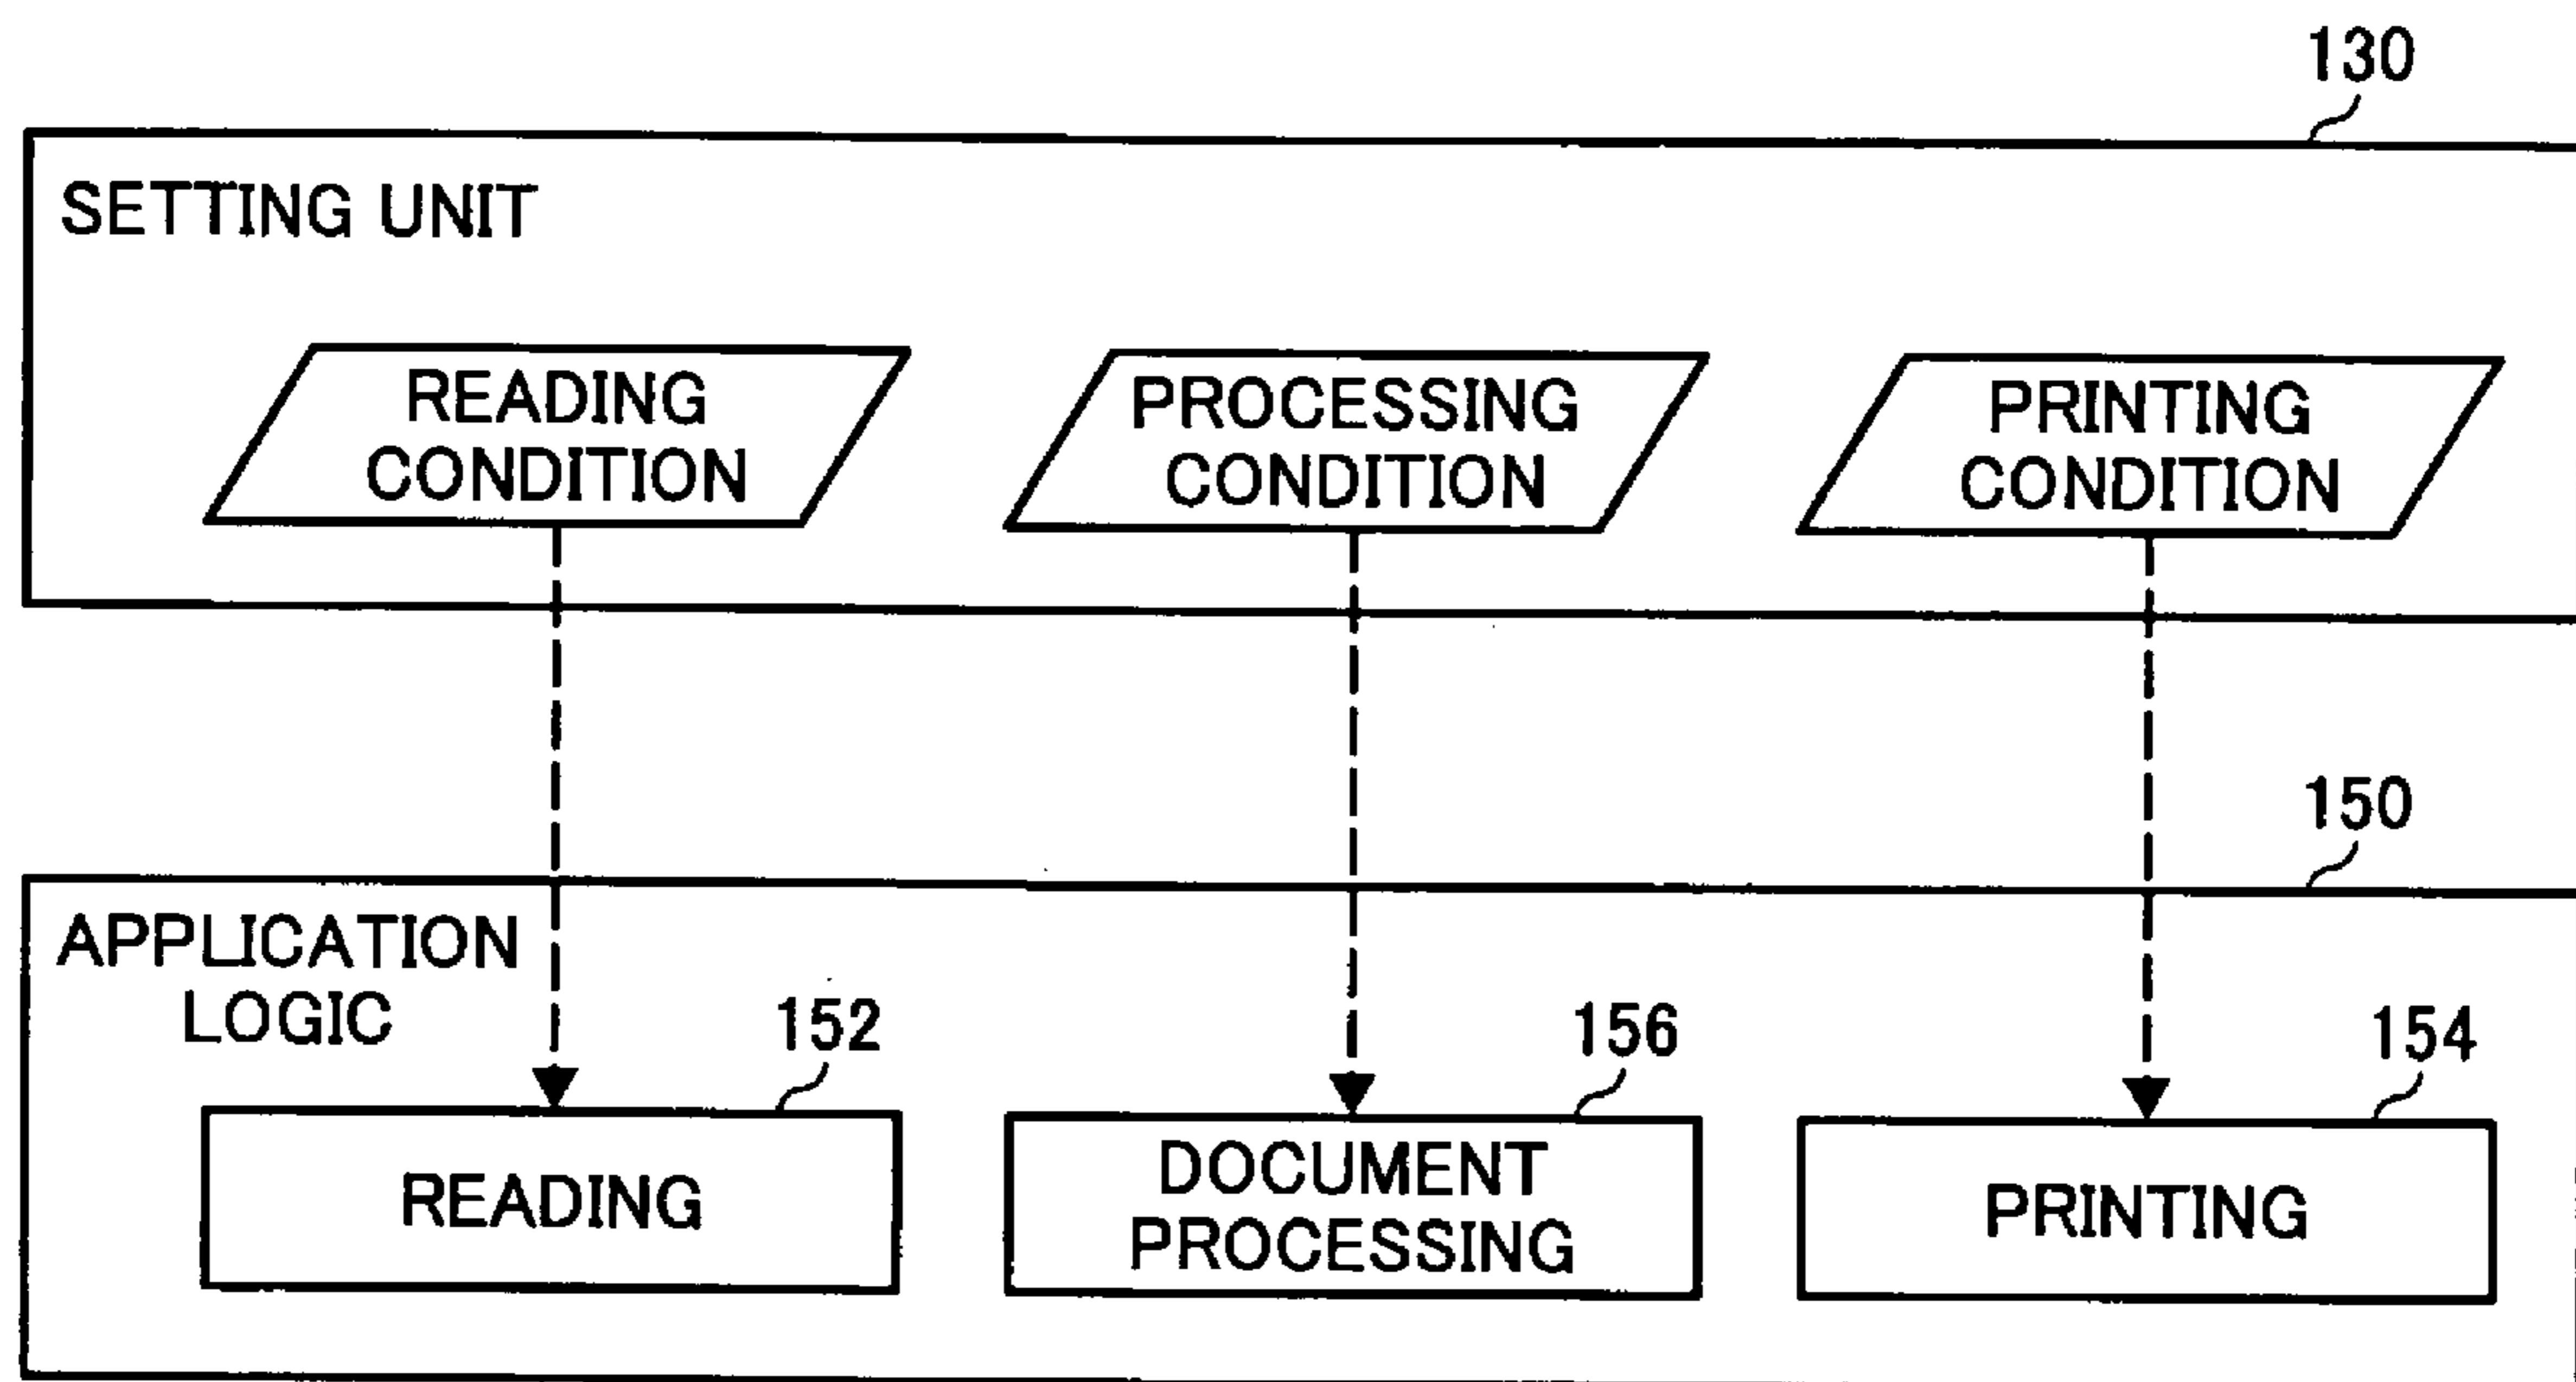 130
SETTING UNIT
READING
CONDITION
PROCESSING
CONDITION
PRINTING
CONDITION
150
APPLICATION
LOGIC
152
156
154
READING
DOCUMENT
PROCESSING
PRINTING